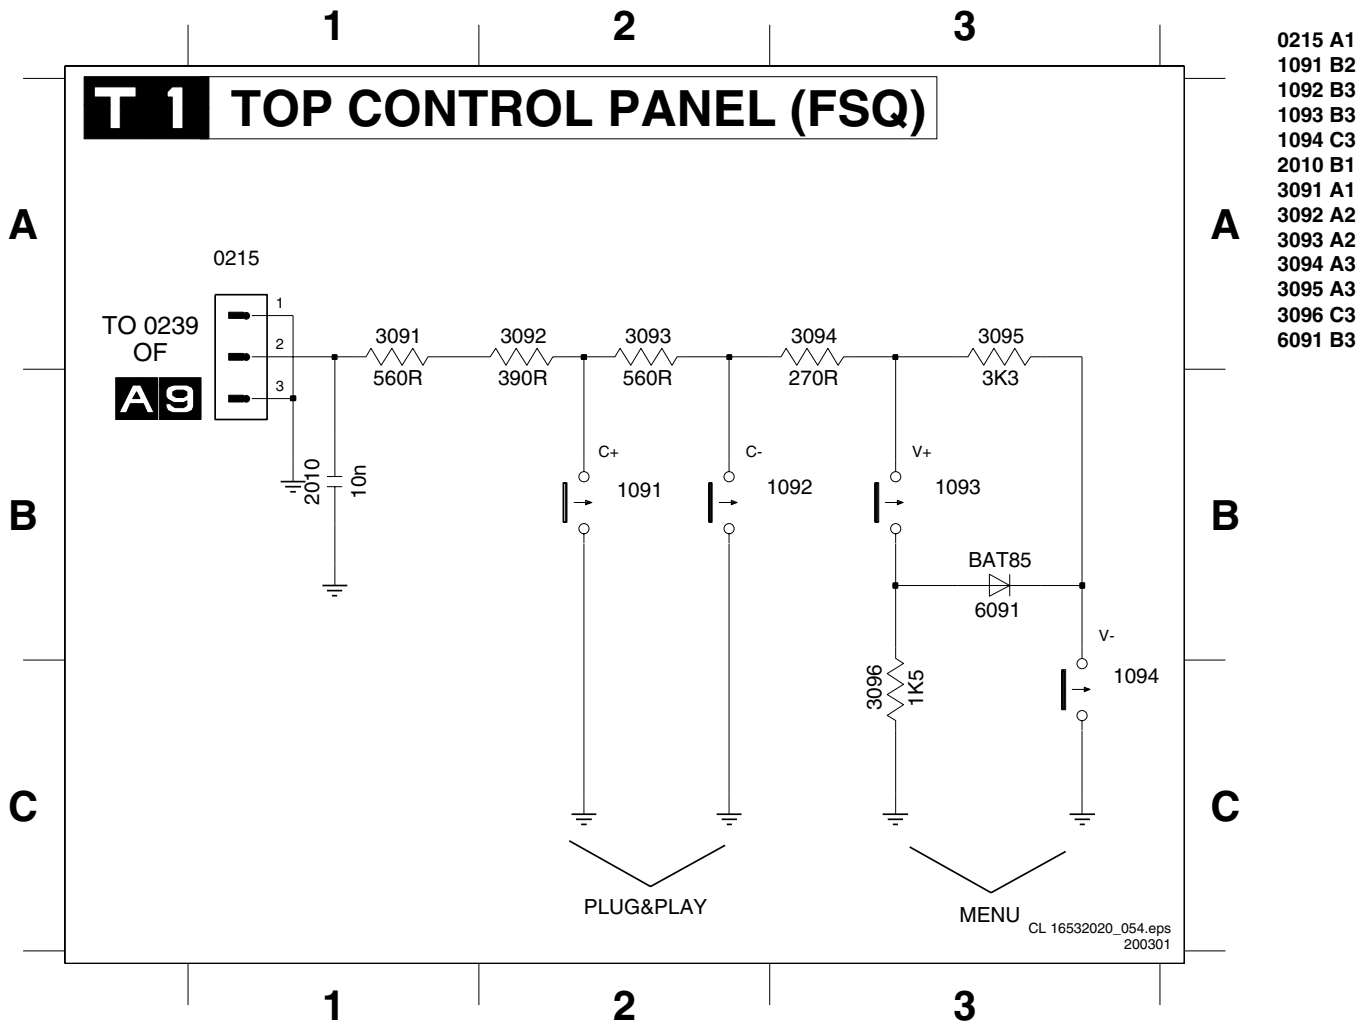 1 2 3
T 1 TOP CONTROL PANEL (FSQ)
0215 A1
1091 B2
1092 B3
1093 B3
1094 C3
2010 B1
3091 A1
3092 A2
3093 A2
3094 A3
3095 A3
3096 C3
6091 B3
A A
0215
TO 0239
OF
A 9
1
2
3
3091 3092 3093 3094 3095
560R 390R 560R 270R 3K3
C+ C- V+
1091 1092 1093
2010
10n
B B
BAT85
6091
V-
1094
3096
1K5
C C
PLUG&PLAY
MENU
CL 16532020_054.eps
200301
1 2 3